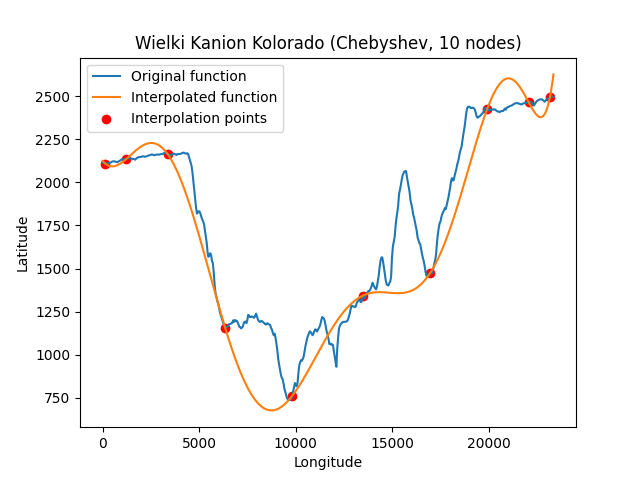 Wielki Kanion Kolorado (Chebyshev, 10 nodes)
Original function
Interpolated function
Interpolation points
Latitude
2500
2250
2000
1750
1500
1250
1000
750
0 5000 10000 15000 20000
Longitude